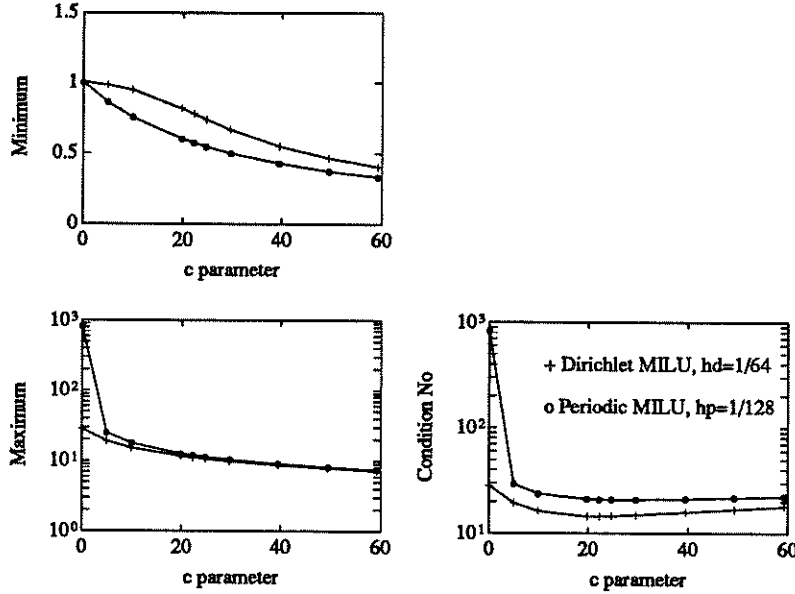 1.5
1
0.5
0
Minimum
0 20 40 60
c parameter
10³
10²
10¹
10⁰
Maximum
0 20 40 60
c parameter
10³
10²
10¹
Condition No
+ Dirichlet MILU, hd=1/64
o Periodic MILU, hp=1/128
0 20 40 60
c parameter